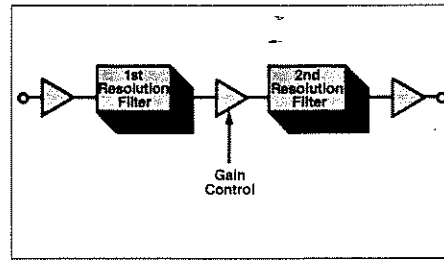 1st
Resolution
Filter
2nd
Resolution
Filter
Gain
Control